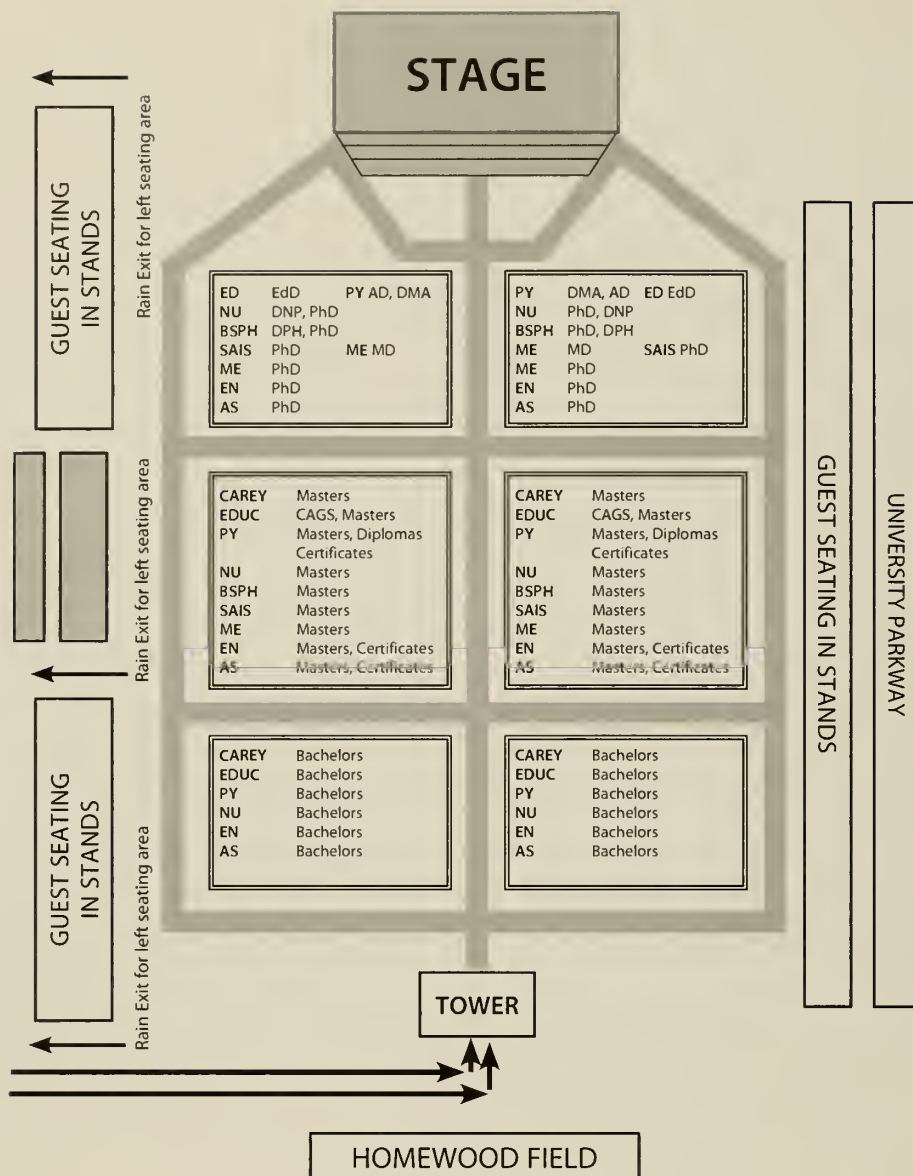 STAGE
Rain Exit for left seating area
GUEST SEATING
IN STANDS
ED EdD PY AD, DMA
NU DNP, PhD
BSPH DPH, PhD
SAIS PhD ME MD
ME PhD
EN PhD
AS PhD
PY DMA, AD ED EdD
NU PhD, DNP
BSPH PhD, DPH
ME MD SAIS PhD
ME PhD
EN PhD
AS PhD
Rain Exit for left seating area
CAREY Masters
EDUC CAGS, Masters
PY Masters, Diplomas
Certificates
NU Masters
BSPH Masters
SAIS Masters
ME Masters
EN Masters, Certificates
AS Masters, Certificates
CAREY Masters
EDUC CAGS, Masters
PY Masters, Diplomas
Certificates
NU Masters
BSPH Masters
SAIS Masters
ME Masters
EN Masters, Certificates
AS Masters, Certificates
GUEST SEATING IN STANDS
UNIVERSITY PARKWAY
GUEST SEATING
IN STANDS
Rain Exit for left seating area
CAREY Bachelors
EDUC Bachelors
PY Bachelors
NU Bachelors
EN Bachelors
AS Bachelors
CAREY Bachelors
EDUC Bachelors
PY Bachelors
NU Bachelors
EN Bachelors
AS Bachelors
TOWER
HOMEWOOD FIELD